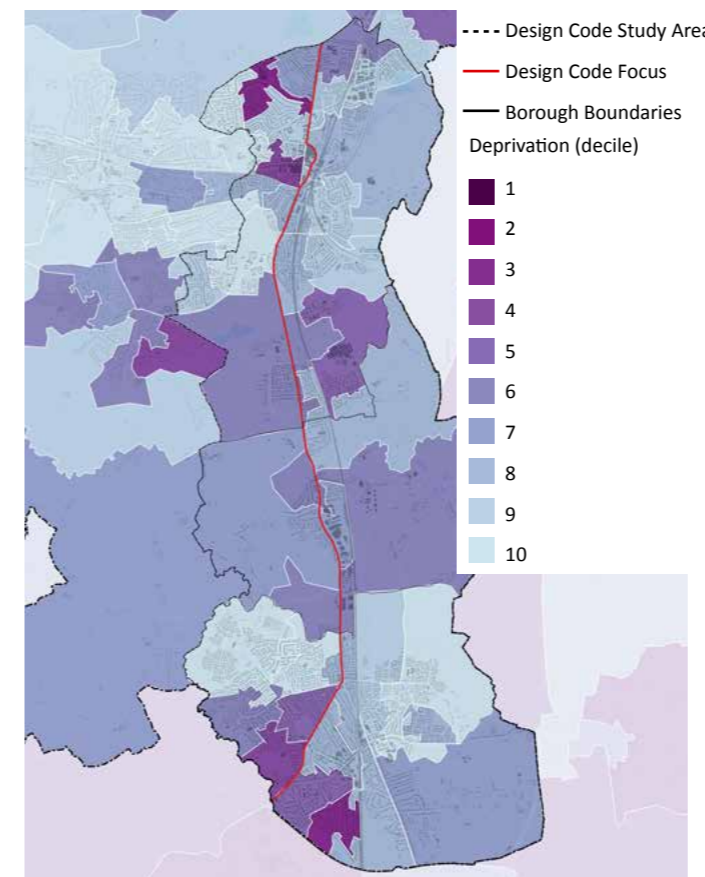 Design Code Study Area
Design Code Focus
Borough Boundaries
Deprivation (decile)
1
2
3
4
5
6
7
8
9
10